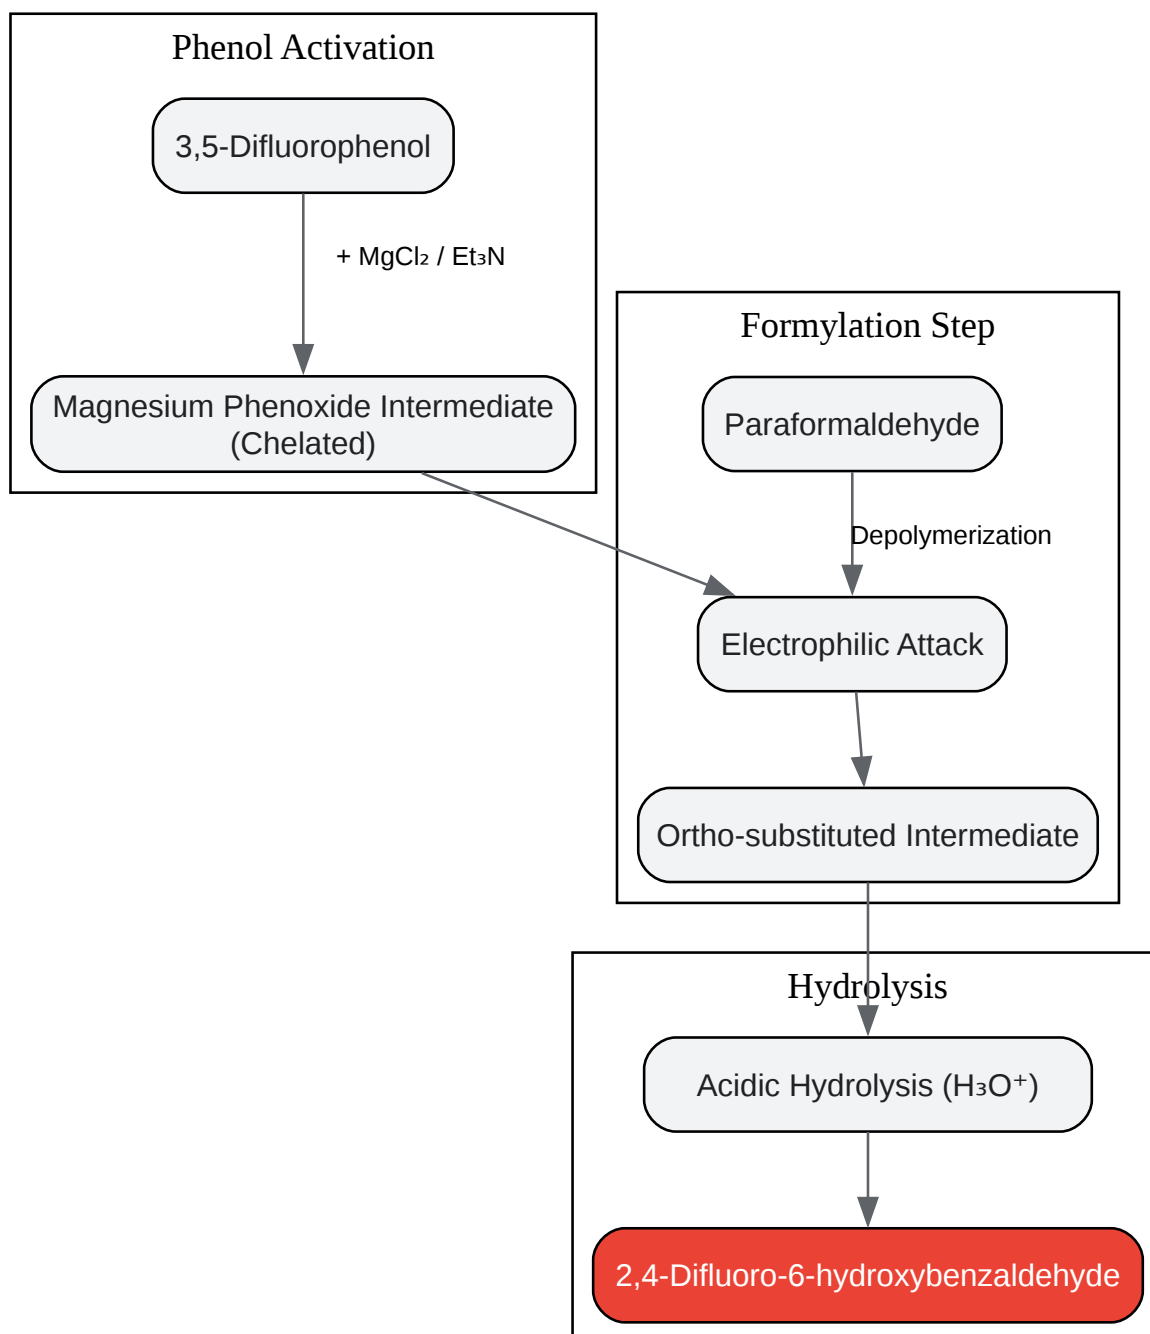 Phenol Activation
3,5-Difluorophenol
+ MgCl₂ / Et₃N
Magnesium Phenoxide Intermediate
(Chelated)
Formylation Step
Paraformaldehyde
Depolymerization
Electrophilic Attack
Ortho-substituted Intermediate
Hydrolysis
Acidic Hydrolysis (H₃O⁺)
2,4-Difluoro-6-hydroxybenzaldehyde